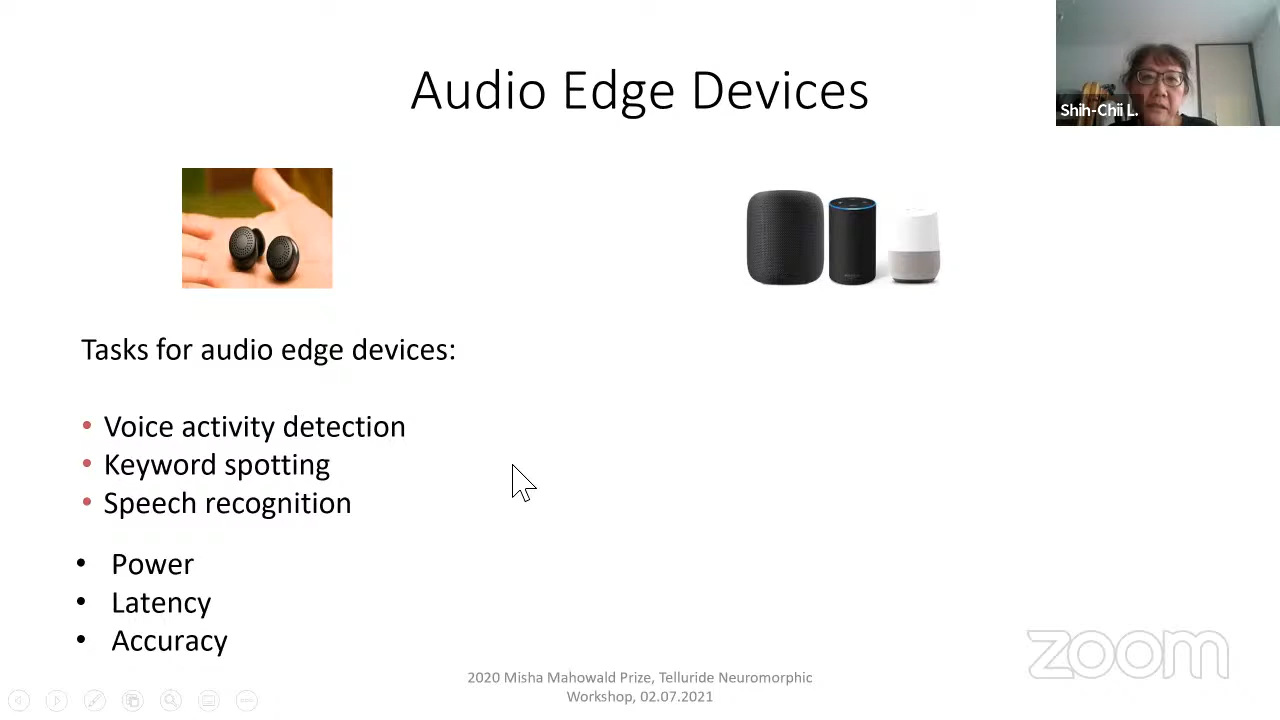 Audio Edge Devices
Shih-Chii L.
Tasks for audio edge devices:
• Voice activity detection
• Keyword spotting
• Speech recognition
• Power
• Latency
• Accuracy
zoom
2020 Misha Mahowald Prize, Telluride Neuromorphic
Workshop, 02.07.2021